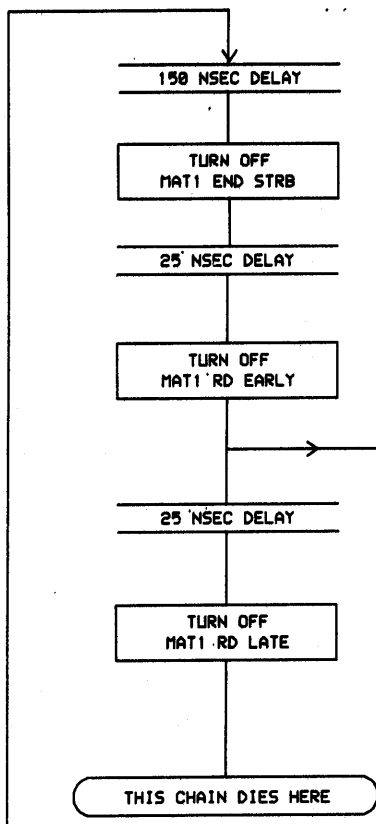 150 NSEC DELAY
TURN OFF
MAT1 END STRB
25 NSEC DELAY
TURN OFF
MAT1 RD EARLY
25 NSEC DELAY
TURN OFF
MAT1 RD LATE
THIS CHAIN DIES HERE